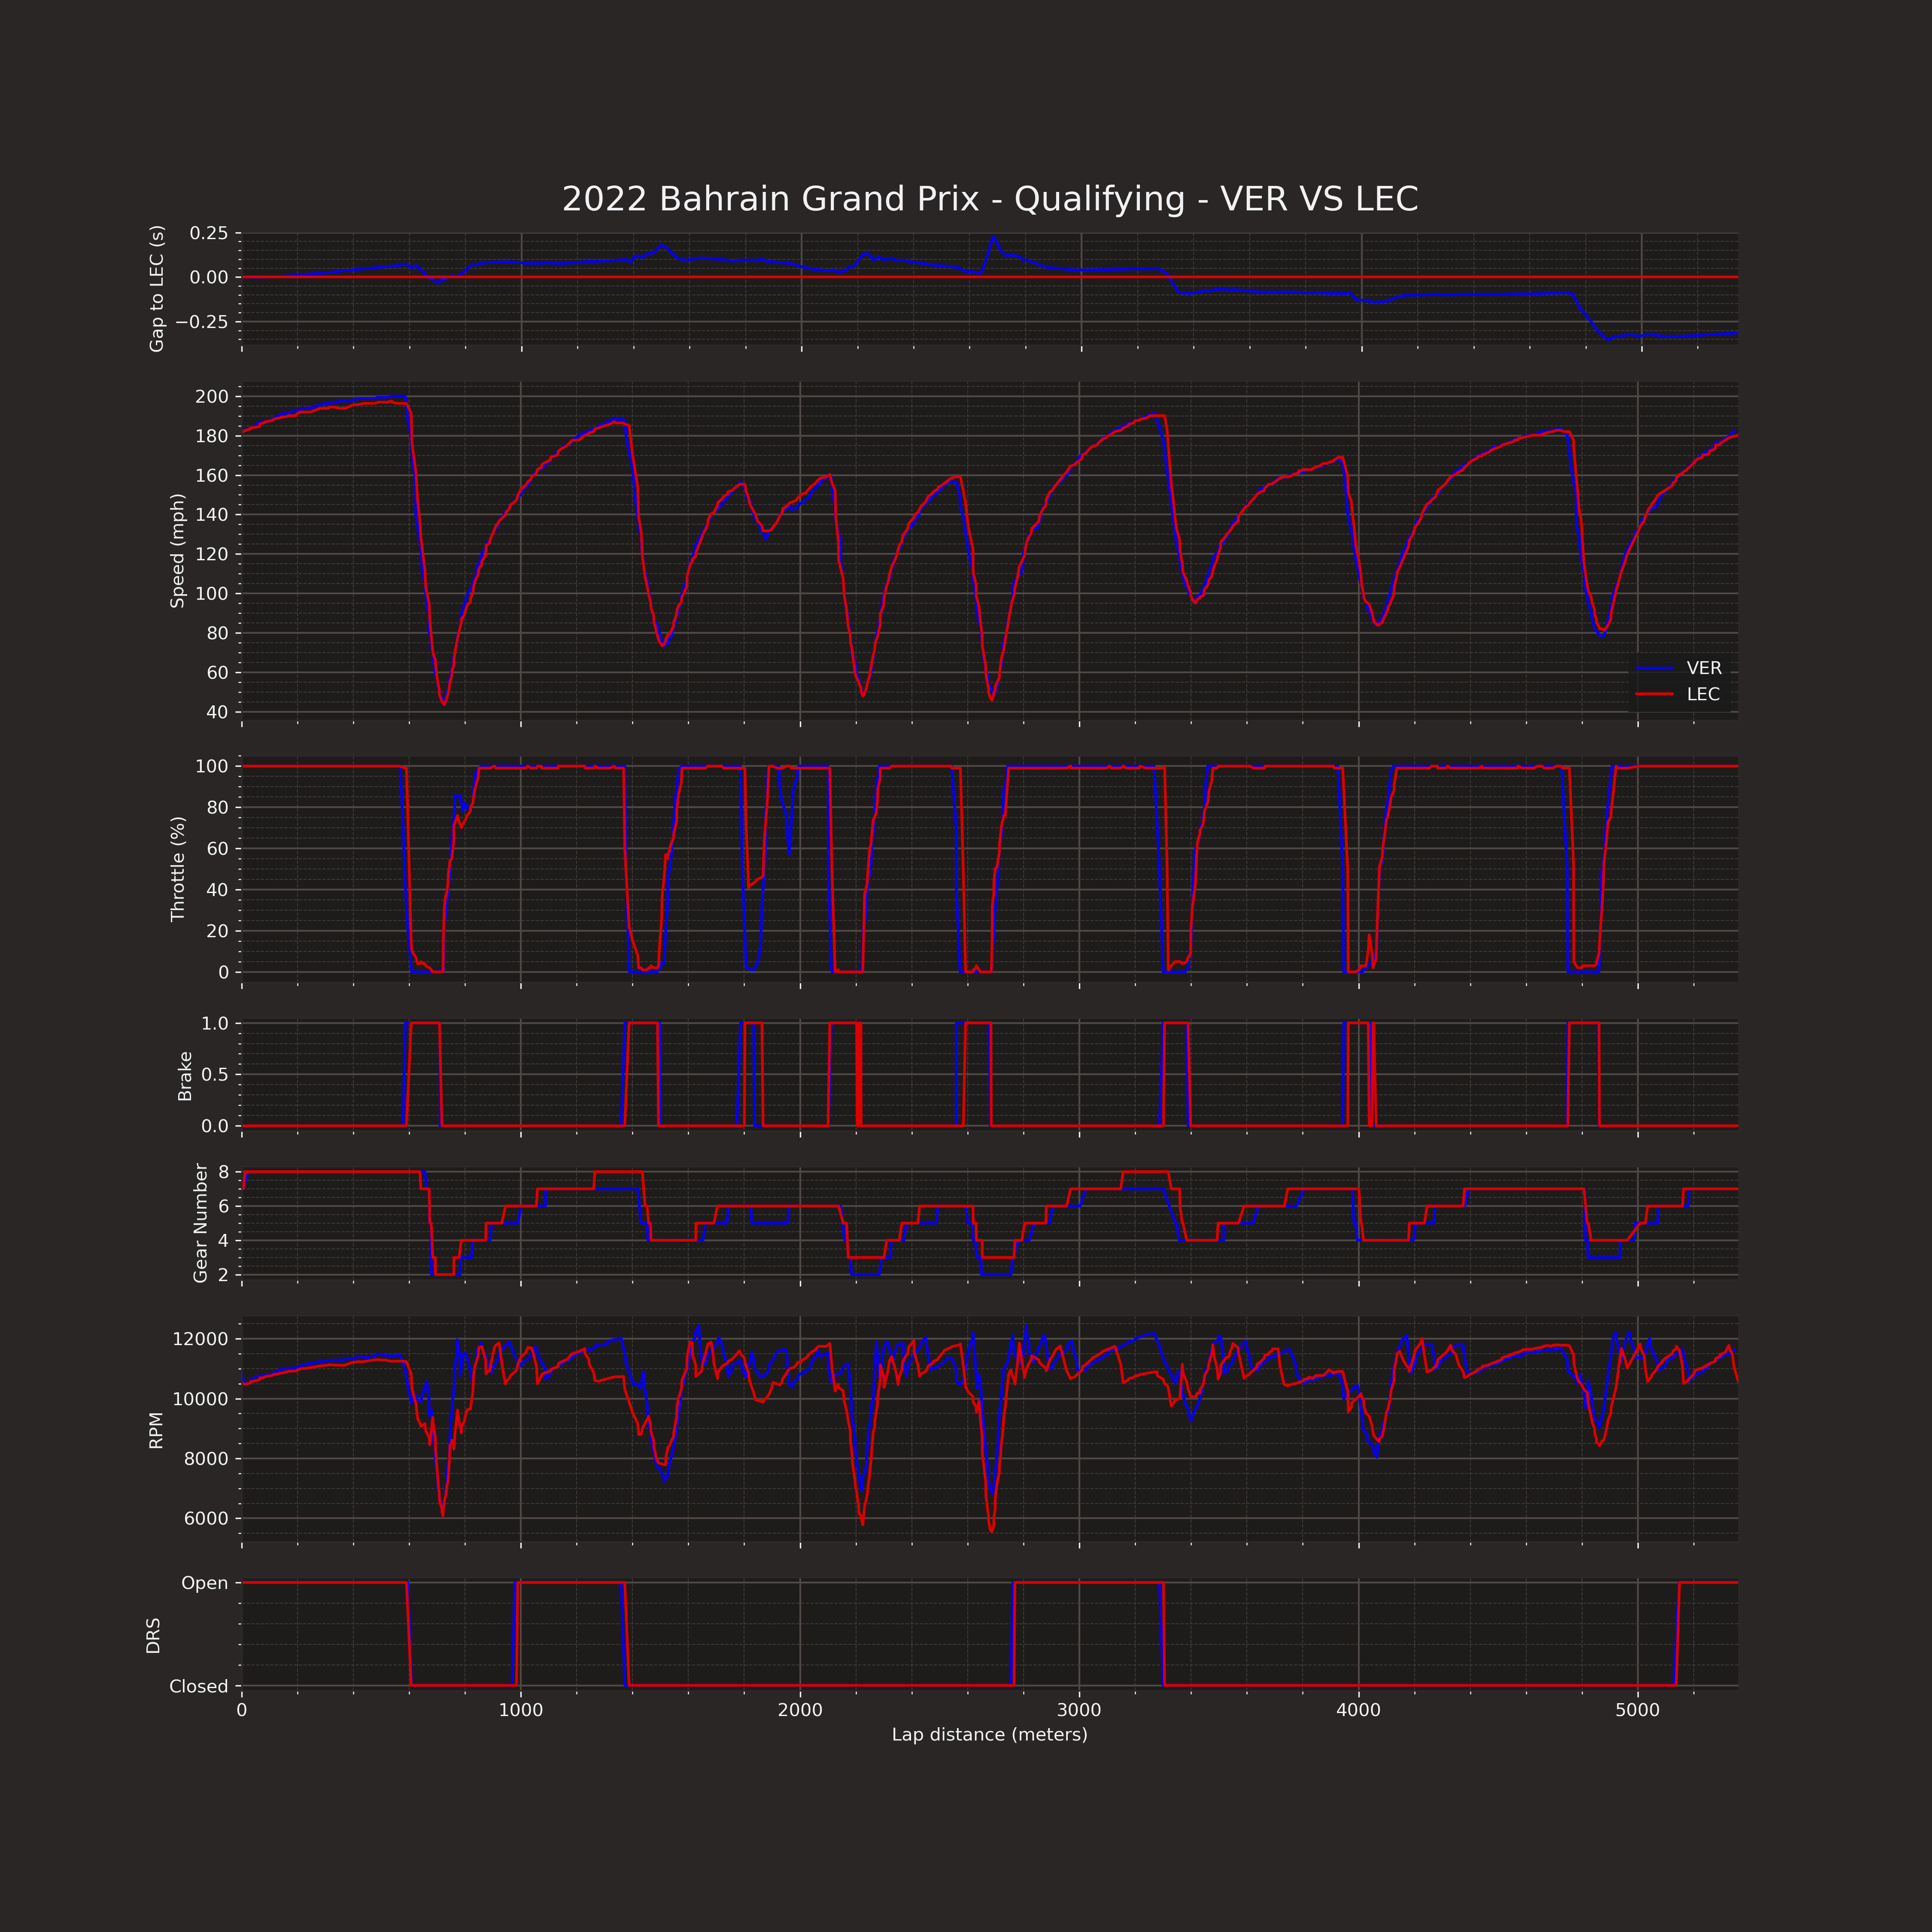 2022 Bahrain Grand Prix - Qualifying - VER VS LEC
Gap to LEC (s)
0.25
0.00
−0.25
Speed (mph)
200
180
160
140
120
100
80
60
40
VER
LEC
Throttle (%)
100
80
60
40
20
0
Brake
1.0
0.5
0.0
Gear Number
8
6
4
2
RPM
12000
10000
8000
6000
DRS
Open
Closed
0 1000 2000 3000 4000 5000
Lap distance (meters)